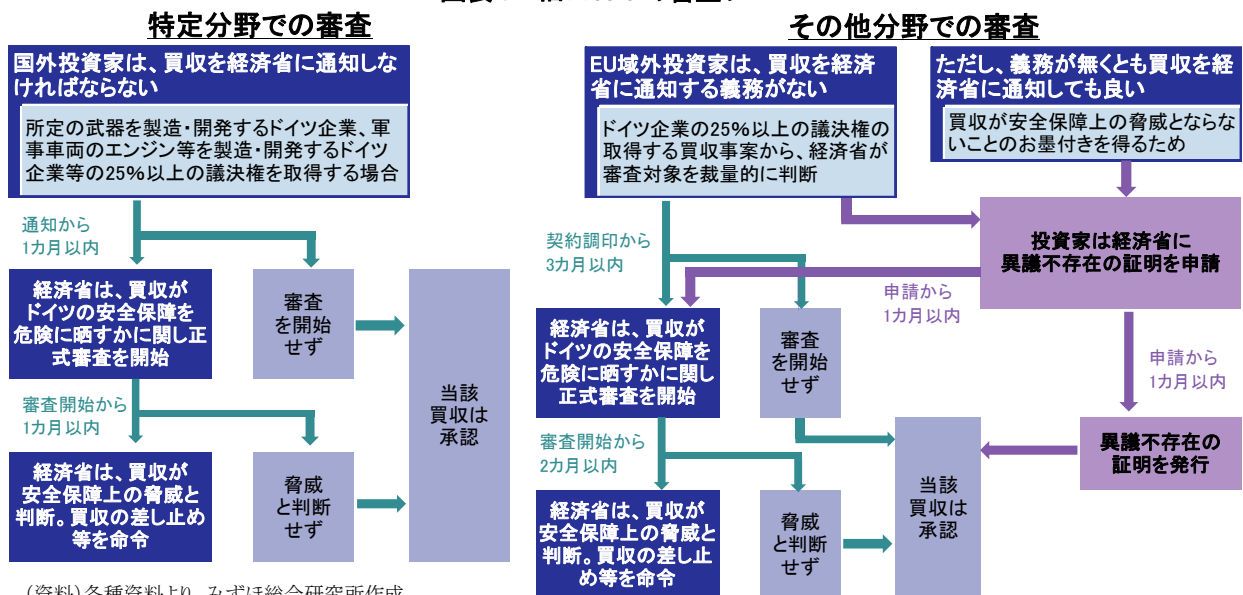 特定分野での審査
国外投資家は、買収を経済省に通知しな
ければならない
所定の武器を製造・開発するドイツ企業、軍
事車両のエンジン等を製造・開発するドイツ
企業等の25%以上の議決権を取得する場合
通知から
1カ月以内
経済省は、買収が
ドイツの安全保障を
危険に晒すかに関し正
式審査を開始
審査
を開始
せず
審査開始から
1カ月以内
経済省は、買収が
安全保障上の脅威と
判断。買収の差し止め
等を命令
脅威
と判断
せず
当該
買収は
承認
(資料)各種資料より、みずほ総合研究所作成
その他分野での審査
EU域外投資家は、買収を経済
省に通知する義務がない
ドイツ企業の25%以上の議決権の
取得する買収事案から、経済省が
審査対象を裁量的に判断
ただし、義務が無くとも買収を経
済省に通知しても良い
買収が安全保障上の脅威とならな
いことのお墨付きを得るため
契約調印から
3カ月以内
投資家は経済省に
異議不存在の証明を申請
申請から
1カ月以内
経済省は、買収が
ドイツの安全保障を
危険に晒すかに関し
正式審査を開始
審査
を開始
せず
申請から
1カ月以内
審査開始から
2カ月以内
異議不存在の
証明を発行
経済省は、買収が
安全保障上の脅威と
判断。買収の差し止
め等を命令
脅威
と判断
せず
当該
買収は
承認